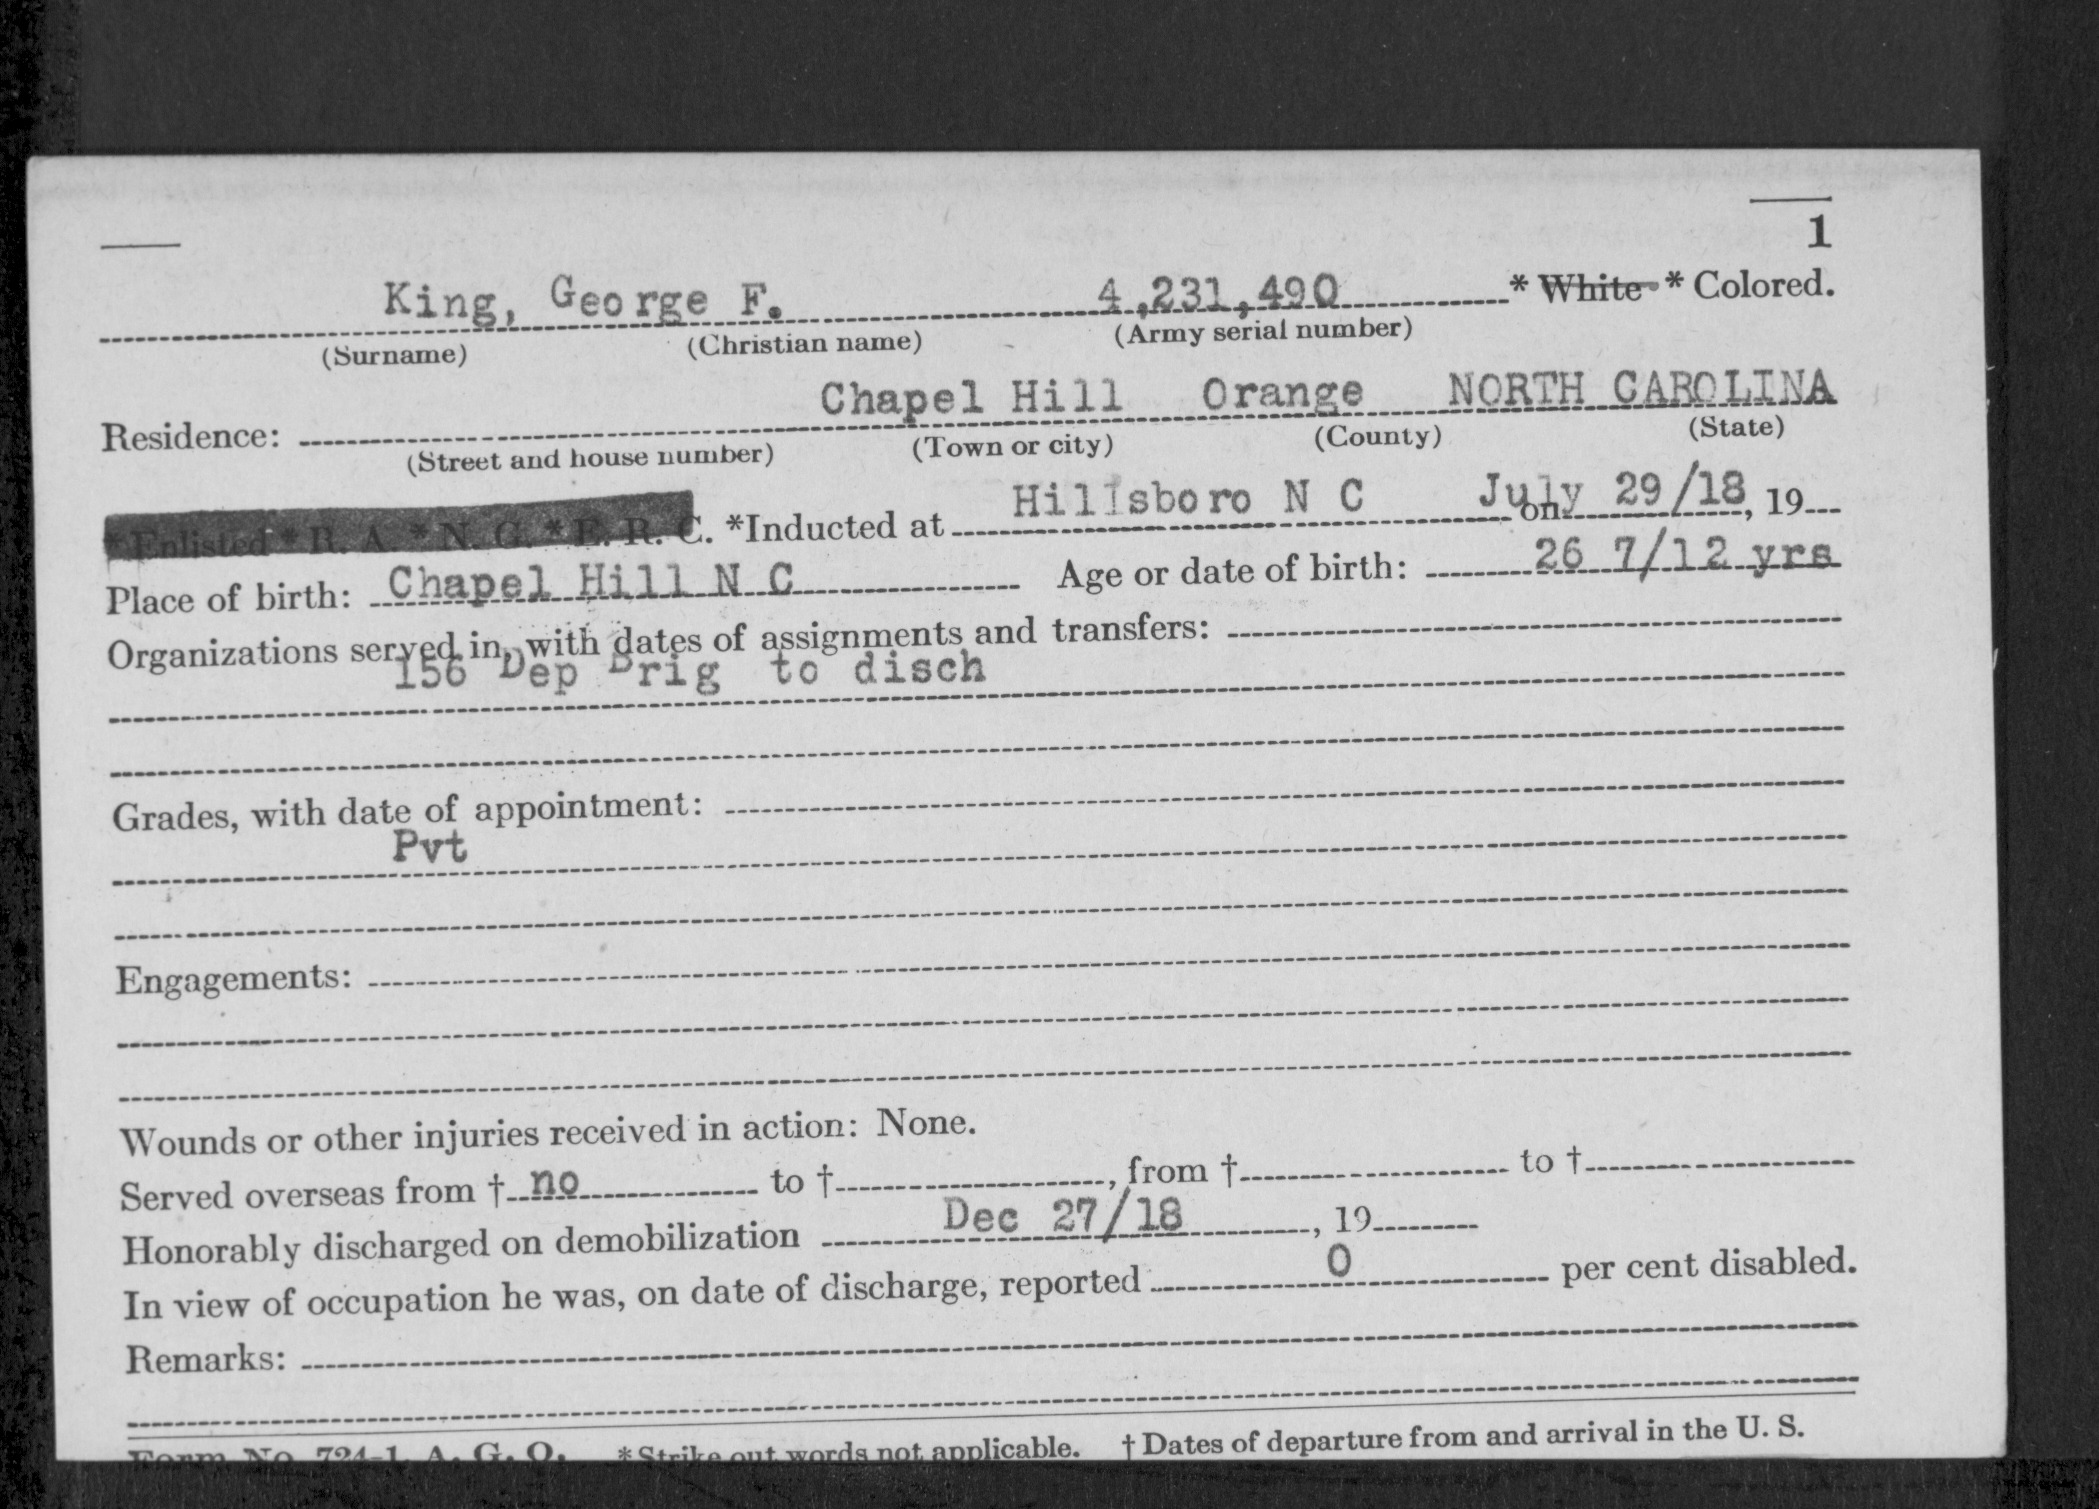 1
King, George F. 4,231,490 * White * Colored.
(Surname) (Christian name) (Army serial number)
Residence: Chapel Hill Orange NORTH CAROLINA
(Street and house number) (Town or city) (County) (State)
* Enlisted * R. A. * N. G. * E. R. C. *Inducted at Hillsboro N C on July 29/18, 19
Place of birth: Chapel Hill N C Age or date of birth: 26 7/12 yrs
Organizations served in, with dates of assignments and transfers:
156 Dep Brig to disch
Grades, with date of appointment:
Pvt
Engagements:
Wounds or other injuries received in action: None.
Served overseas from † no to †, from † to †
Honorably discharged on demobilization Dec 27/18, 19
In view of occupation he was, on date of discharge, reported 0 per cent disabled.
Remarks:
Form No. 724-1, A. G. O. *Strike out words not applicable. † Dates of departure from and arrival in the U. S.